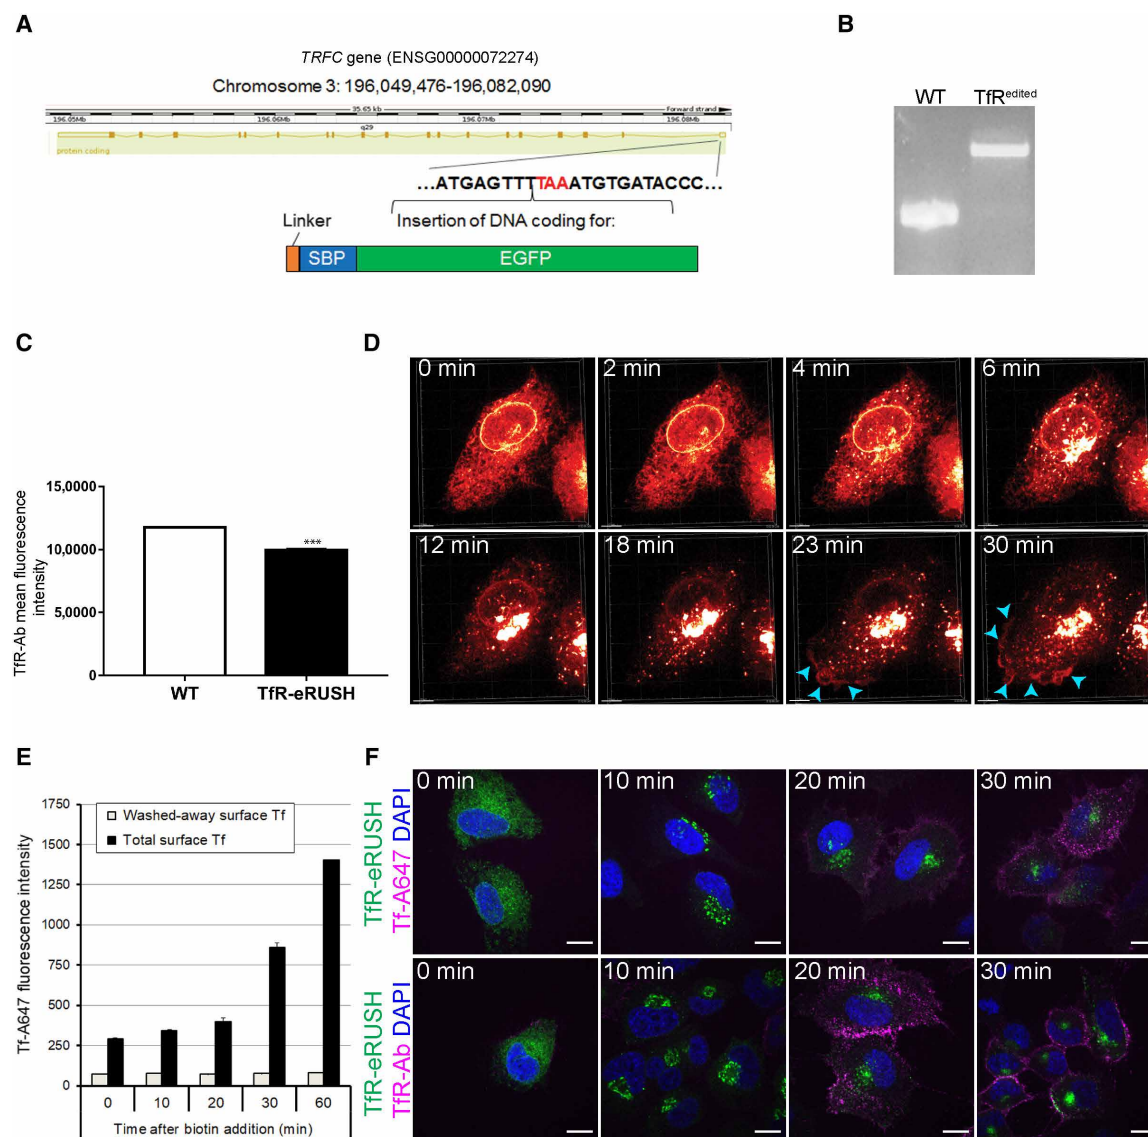 A
TRFC gene (ENSG00000072274)
Chromosome 3: 196,049,476-196,082,090
35.65 kb
Forward strand
196.05Mb 196.06Mb 196.07Mb 196.08Mb
q29
protein coding
...ATGAGTTTTAAATGTGATACCC...
Linker
Insertion of DNA coding for:
SBP EGFP
B
WT TfRedited
C
TfR-Ab mean fluorescence
intensity
15,0000
10,0000
5,0000
0
***
WT TfR-eRUSH
D
0 min 2 min 4 min 6 min
12 min 18 min 23 min 30 min
E
Tf-A647 fluorescence intensity
1750
1500
1250
1000
750
500
250
0
Washed-away surface Tf
Total surface Tf
0 10 20 30 60
Time after biotin addition (min)
F
TfR-eRUSH
Tf-A647 DAPI
0 min 10 min 20 min 30 min
TfR-eRUSH
TfR-Ab DAPI
0 min 10 min 20 min 30 min